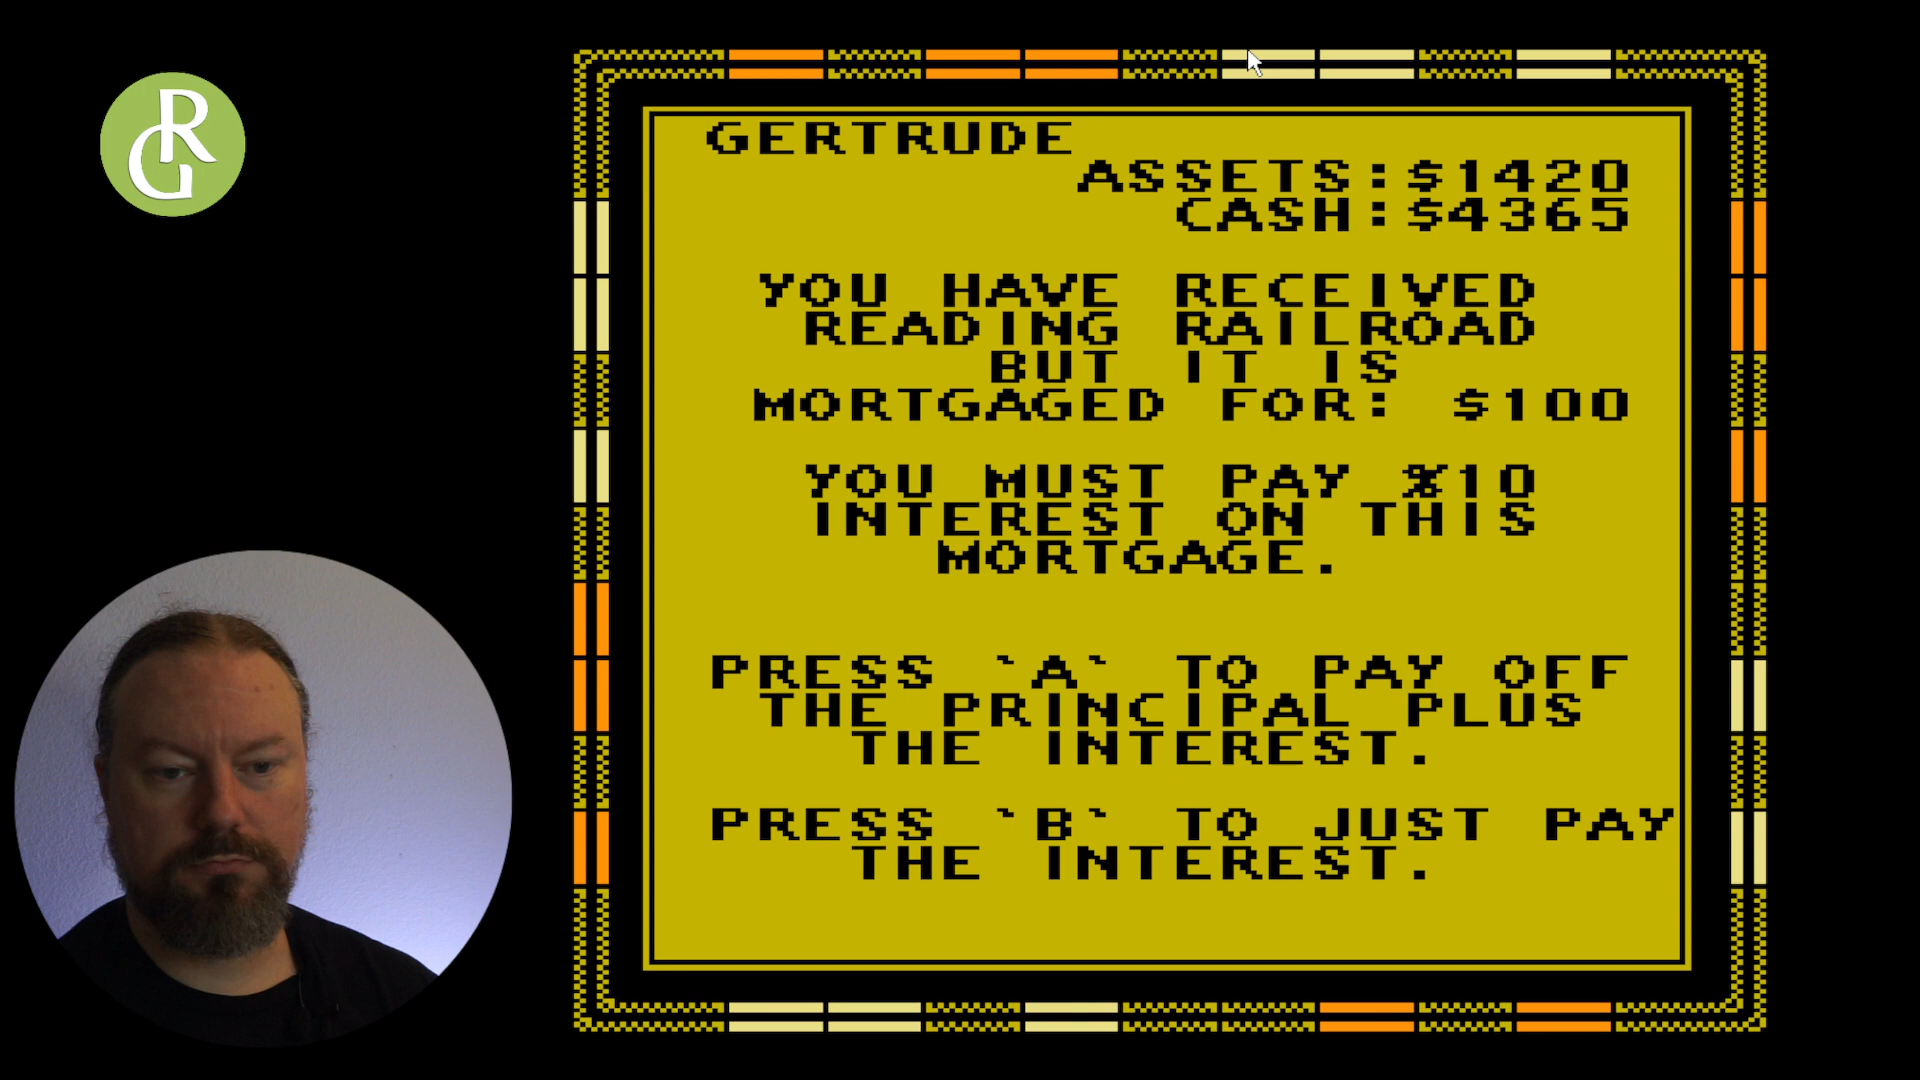 RG
GERTRUDE
ASSETS:$1420
CASH:$4365
YOU HAVE RECEIVED
READING RAILROAD
BUT IT IS
MORTGAGED FOR: $100
YOU MUST PAY %10
INTEREST ON THIS
MORTGAGE.
PRESS `A` TO PAY OFF
THE PRINCIPAL PLUS
THE INTEREST.
PRESS `B` TO JUST PAY
THE INTEREST.